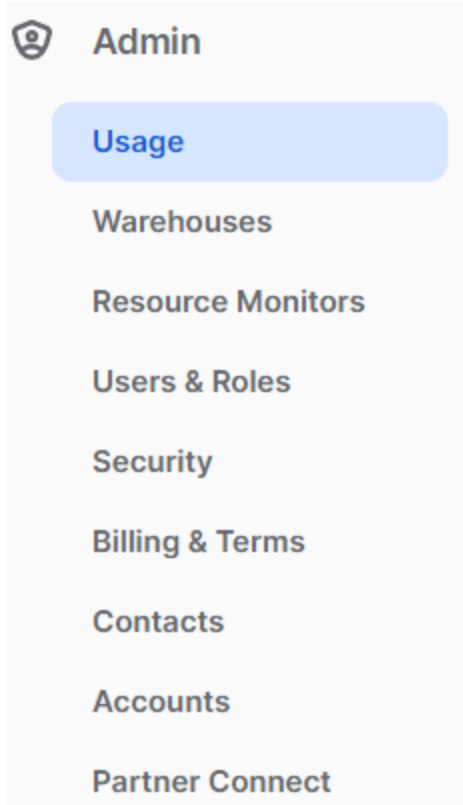 Admin
Usage
Warehouses
Resource Monitors
Users & Roles
Security
Billing & Terms
Contacts
Accounts
Partner Connect